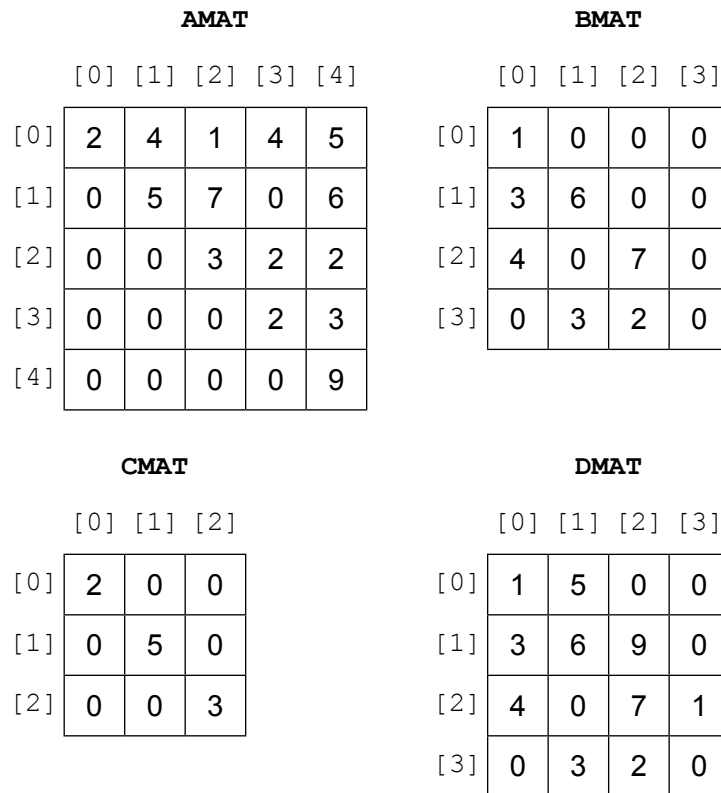 AMAT
[0] [1] [2] [3] [4]
[0] 2 4 1 4 5
[1] 0 5 7 0 6
[2] 0 0 3 2 2
[3] 0 0 0 2 3
[4] 0 0 0 0 9
BMAT
[0] [1] [2] [3]
[0] 1 0 0 0
[1] 3 6 0 0
[2] 4 0 7 0
[3] 0 3 2 0
CMAT
[0] [1] [2]
[0] 2 0 0
[1] 0 5 0
[2] 0 0 3
DMAT
[0] [1] [2] [3]
[0] 1 5 0 0
[1] 3 6 9 0
[2] 4 0 7 1
[3] 0 3 2 0